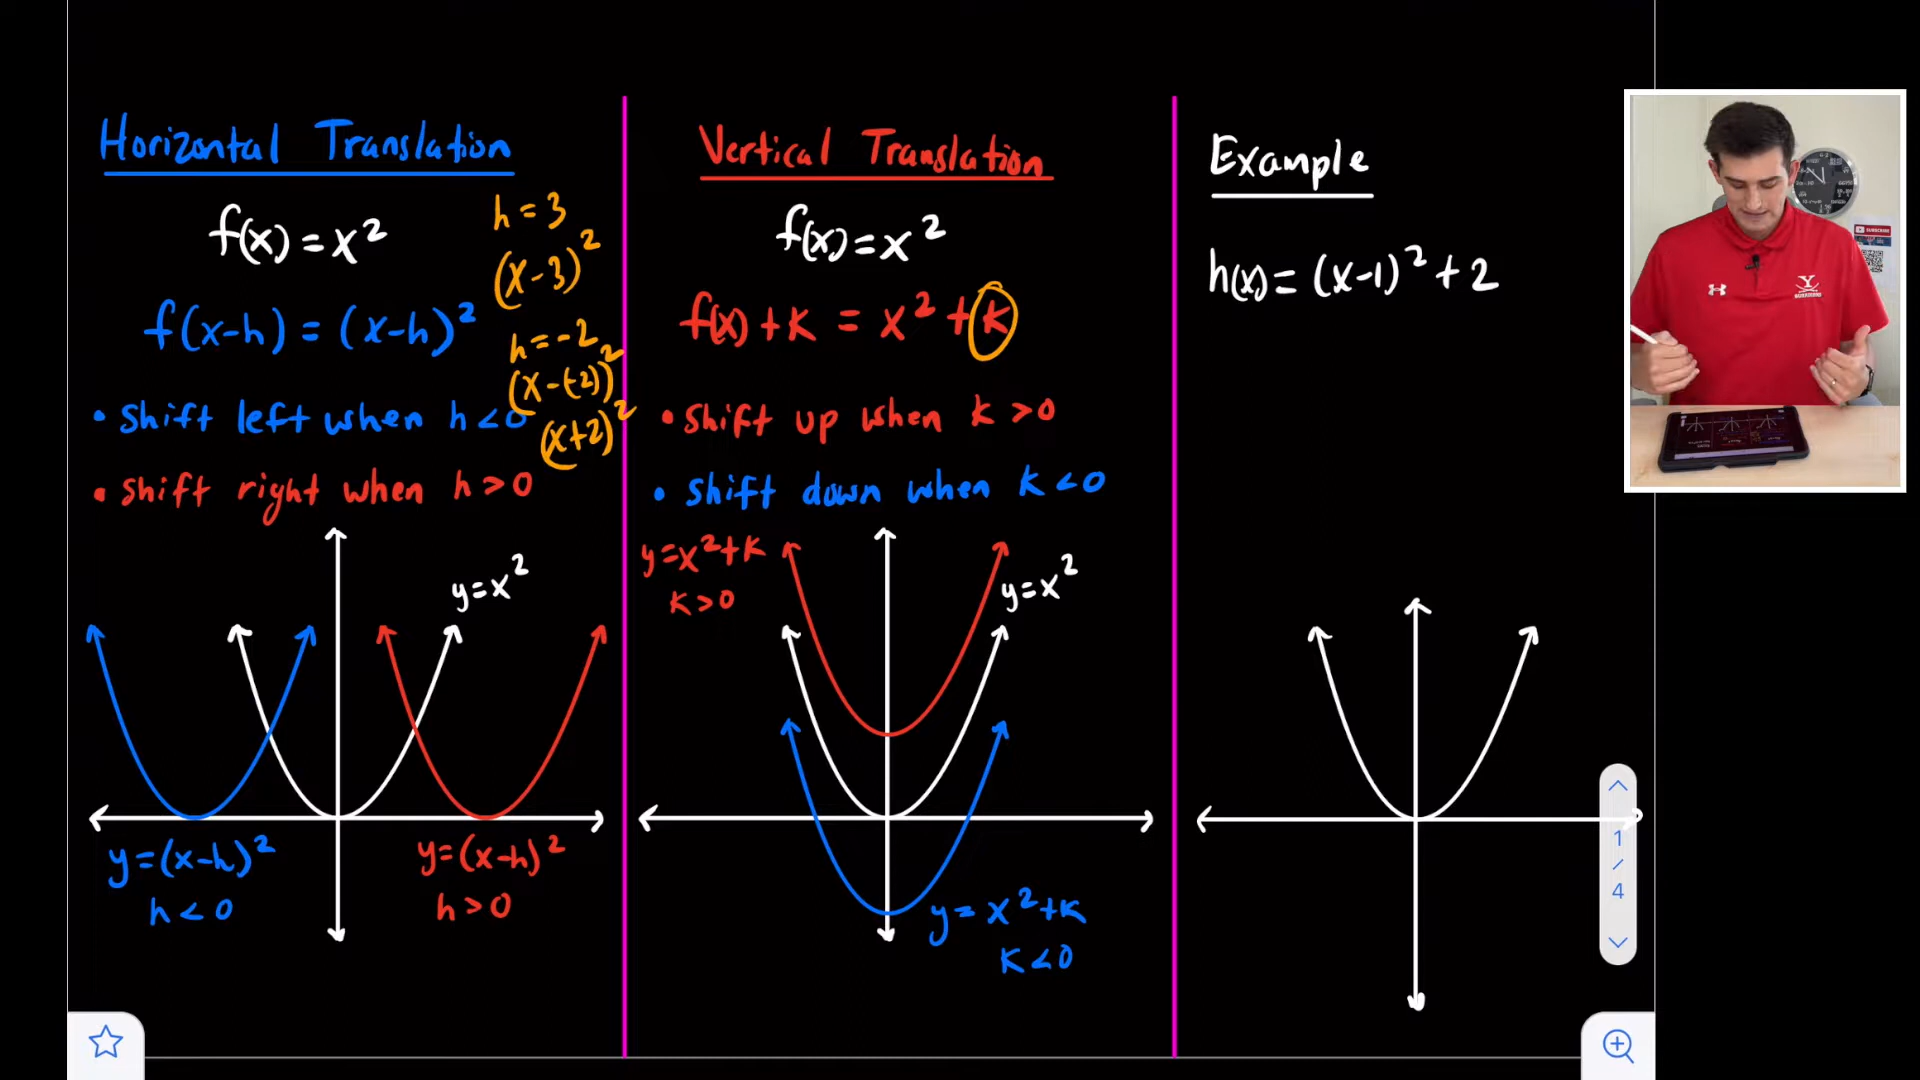 Horizontal Translation
f(x) = x²
f(x-h) = (x-h)²
h = 3
(x-3)²
h = -2
(x-(-2))²
(x+2)²
• Shift left when h < 0
• Shift right when h > 0
y=x²
y=(x-h)²
h < 0
y=(x-h)²
h > 0
Vertical Translation
f(x)=x²
f(x) + k = x² + k
• Shift up when k > 0
• Shift down when k < 0
y=x²+k
k > 0
y=x²
y = x²+k
k < 0
Example
h(x) = (x-1)² + 2
1
/
4
SUBSCRIBE